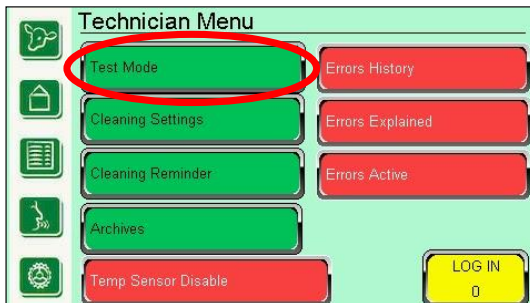 Technician Menu
Test Mode
Errors History
Cleaning Settings
Errors Explained
Cleaning Reminder
Errors Active
Archives
Temp Sensor Disable
LOG IN
0